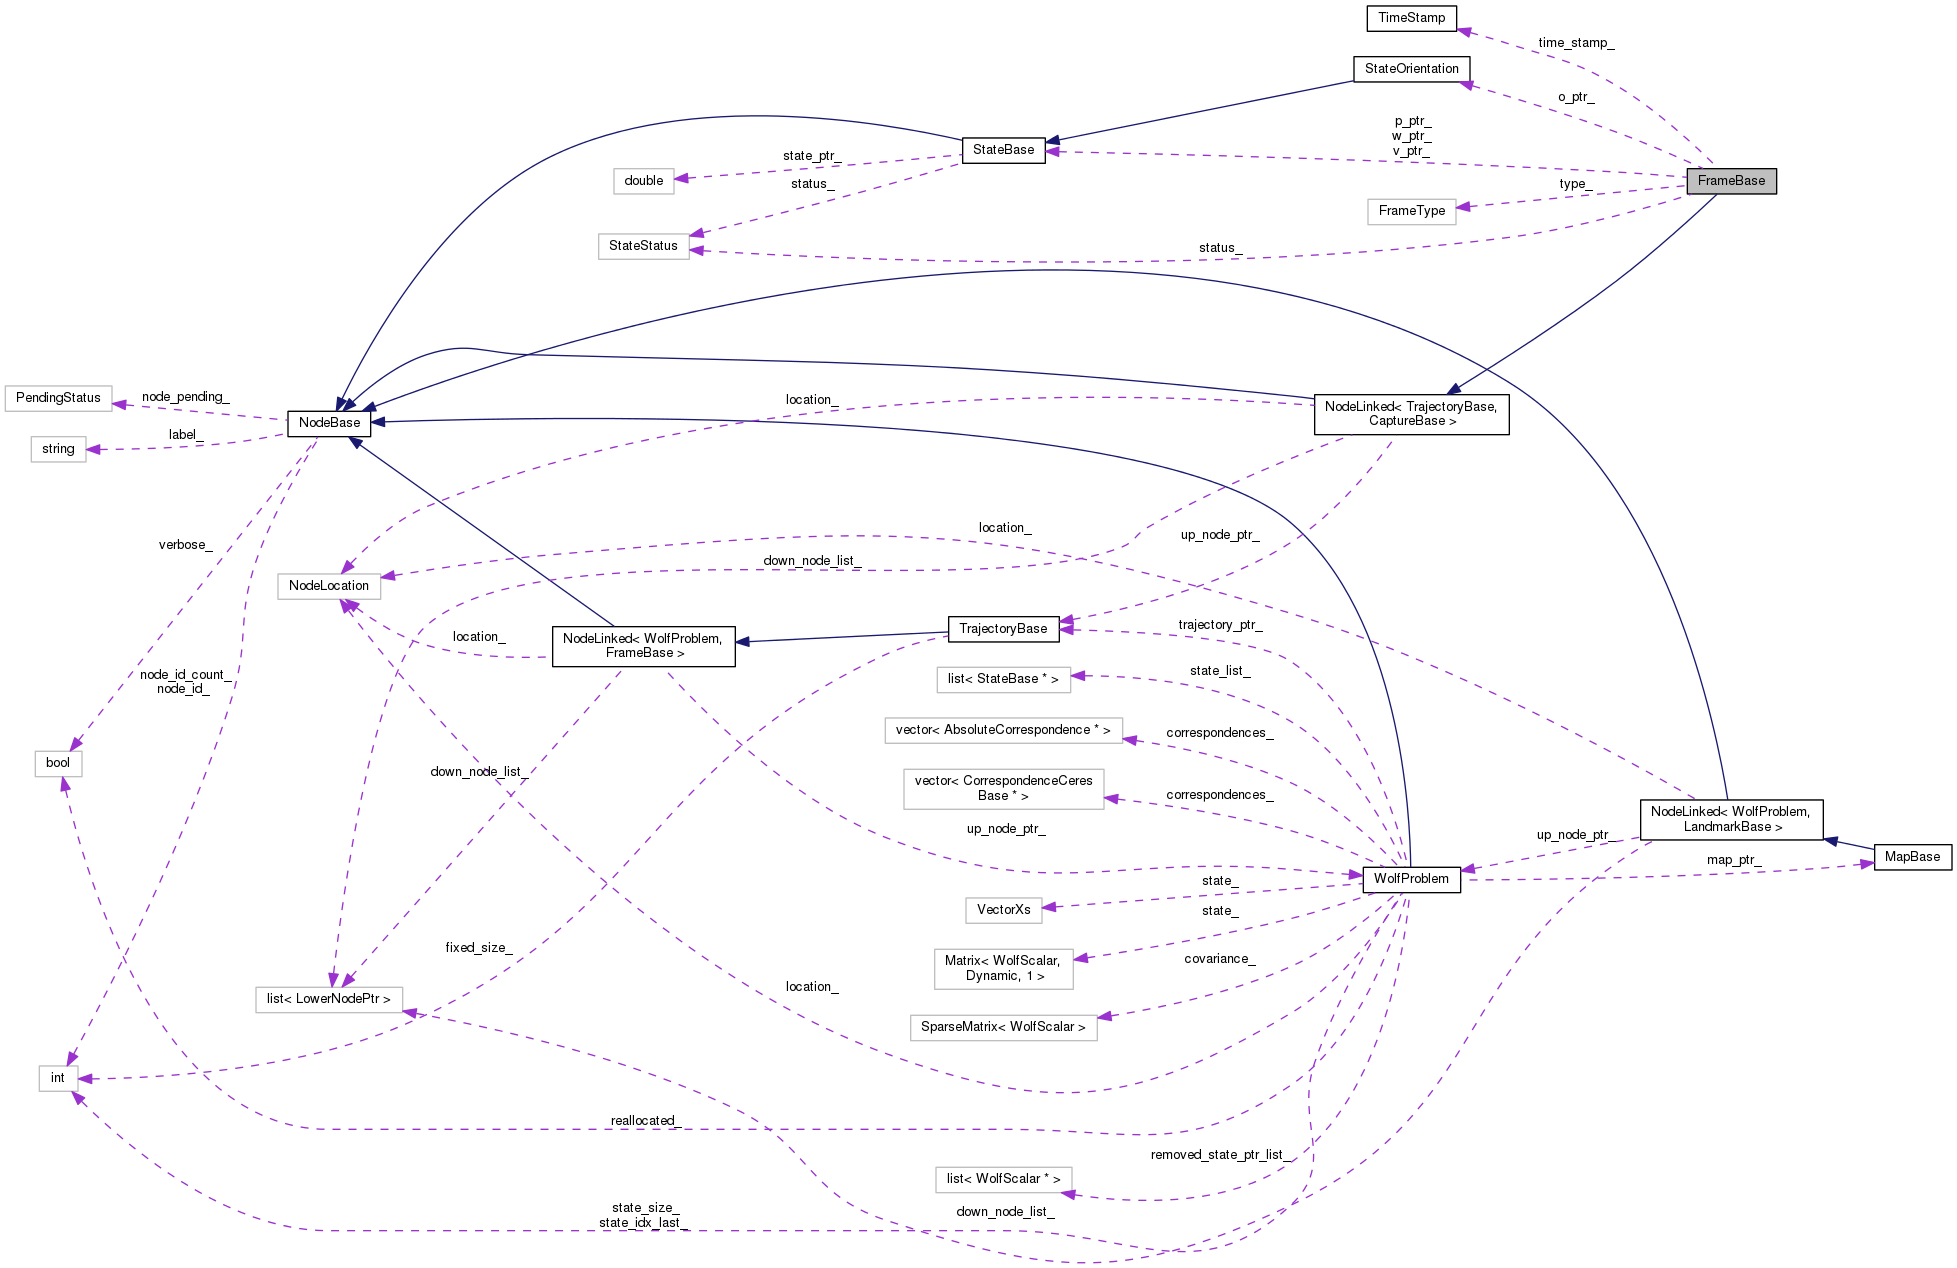 TimeStamp
time_stamp_
StateOrientation
o_ptr_
p_ptr_
w_ptr_
v_ptr_
StateBase
state_ptr_
double
FrameBase
status_
type_
FrameType
StateStatus
status_
PendingStatus
node_pending_
location_
NodeLinked< TrajectoryBase,
CaptureBase >
NodeBase
label_
string
location_
up_node_ptr_
verbose_
down_node_list_
NodeLocation
location_
NodeLinked< WolfProblem,
FrameBase >
TrajectoryBase
trajectory_ptr_
node_id_count_
node_id_
list< StateBase * >
state_list_
vector< AbsoluteCorrespondence * >
correspondences_
bool
down_node_list_
vector< CorrespondenceCeres
Base * >
correspondences_
NodeLinked< WolfProblem,
LandmarkBase >
up_node_ptr_
up_node_ptr_
map_ptr_
MapBase
WolfProblem
state_
VectorXs
state_
fixed_size_
Matrix< WolfScalar,
Dynamic, 1 >
covariance_
list< LowerNodePtr >
location_
SparseMatrix< WolfScalar >
int
reallocated_
removed_state_ptr_list_
list< WolfScalar * >
state_size_
state_idx_last_
down_node_list_